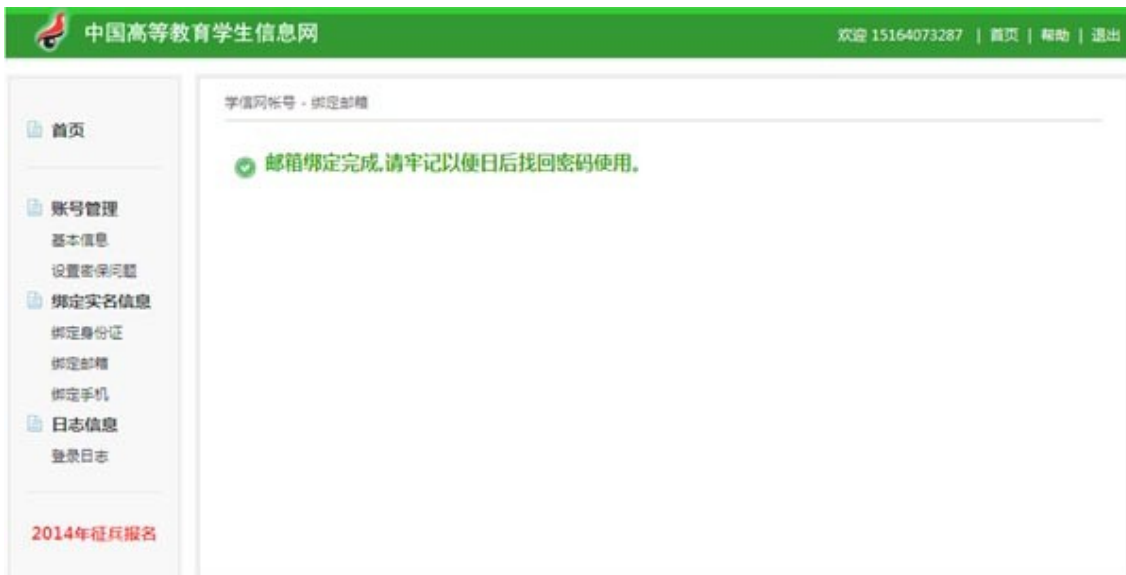 中国高等教育学生信息网
欢迎 15164073287 | 首页 | 帮助 | 退出
首页
账号管理
基本信息
设置密保问题
绑定实名信息
绑定身份证
绑定邮箱
绑定手机
日志信息
登录日志
2014年征兵报名
学信网帐号 - 绑定邮箱
邮箱绑定完成,请牢记以便日后找回密码使用。